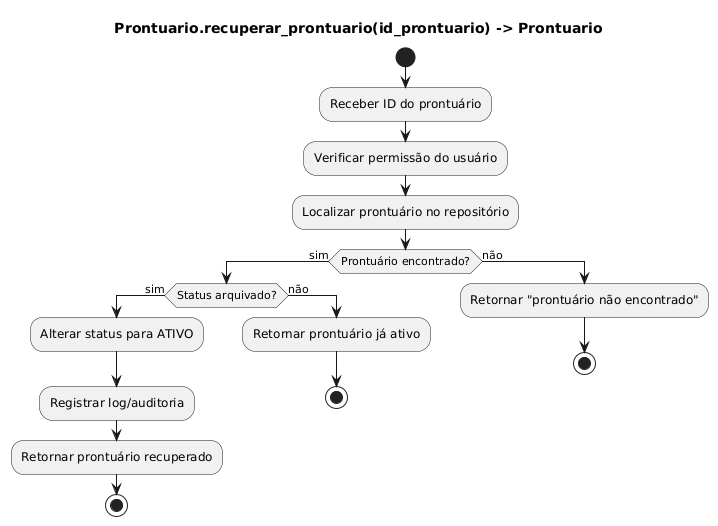 Prontuario.recuperar_prontuario(id_prontuario) -> Prontuario
Receber ID do prontuário
Verificar permissão do usuário
Localizar prontuário no repositório
Prontuário encontrado?
sim
não
Status arquivado?
sim
não
Retornar "prontuário não encontrado"
Alterar status para ATIVO
Retornar prontuário já ativo
Registrar log/auditoria
Retornar prontuário recuperado